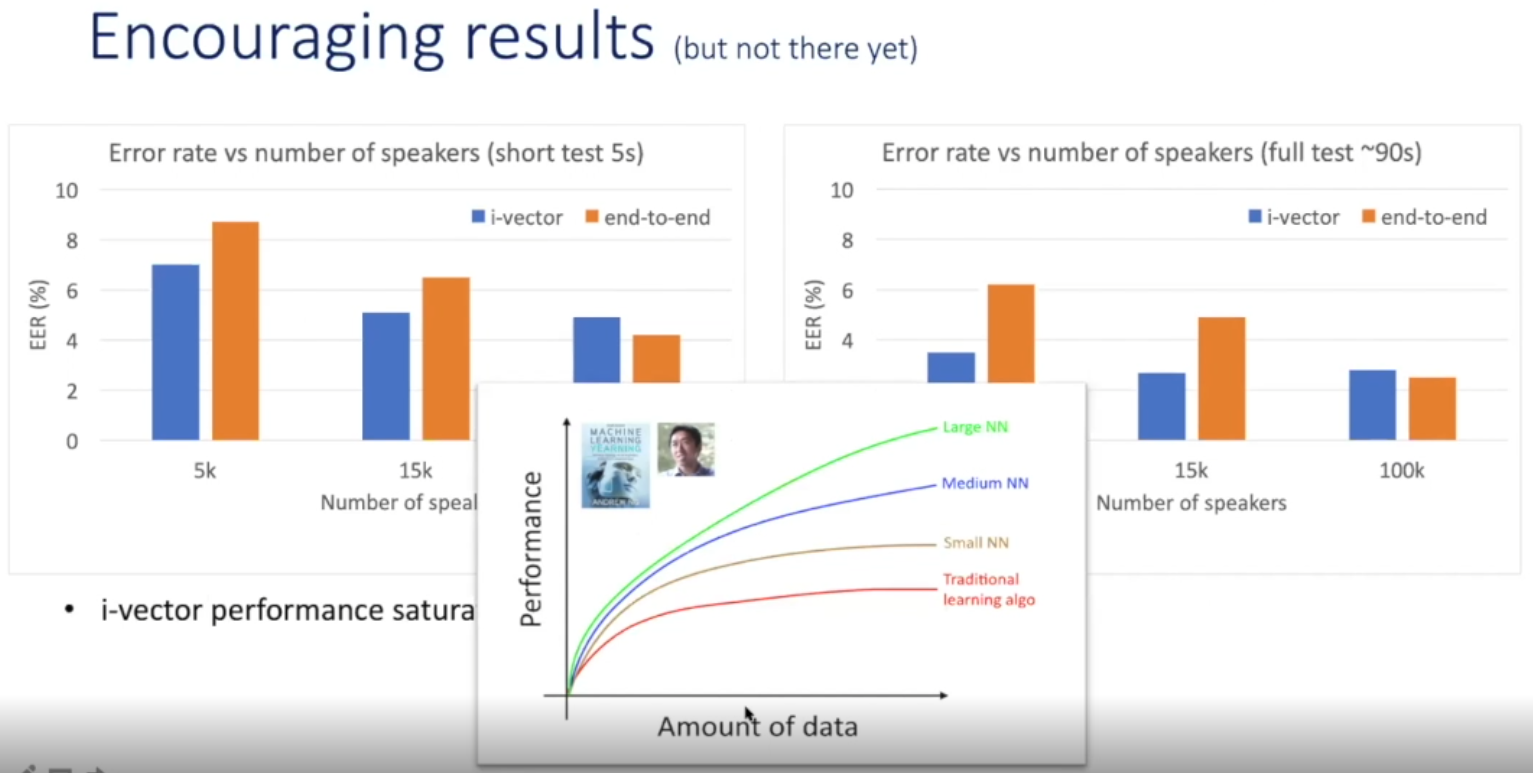 Encouraging results (but not there yet)
Error rate vs number of speakers (short test 5s)
10
8
6
4
2
0
EER (%)
i-vector end-to-end
5k 15k
Number of speak
Error rate vs number of speakers (full test ~90s)
10
8
6
4
EER (%)
i-vector end-to-end
15k 100k
Number of speakers
• i-vector performance satura
MACHINE
LEARNING
YEARNING
ANDREW NG
Performance
Large NN
Medium NN
Small NN
Traditional
learning algo
Amount of data